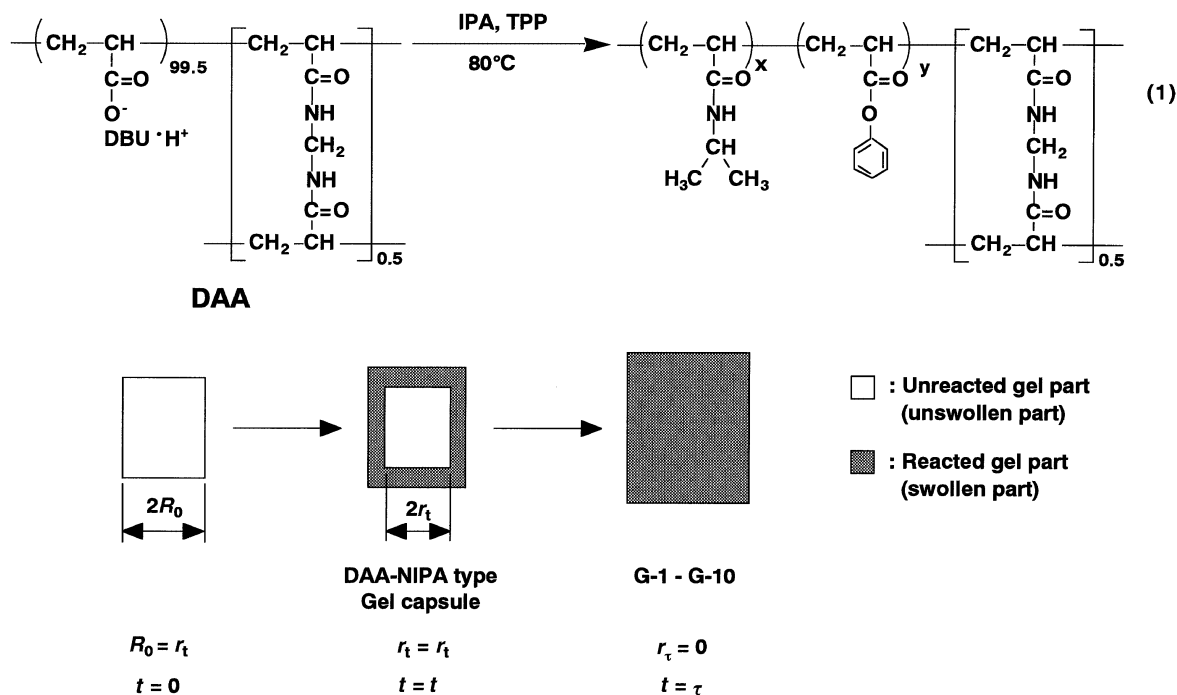 IPA, TPP
80°C
(CH₂–CH)99.5 [CH₂–CH (CH₂–CH)x (CH₂–CH)y [CH₂–CH
C=O C=O C=O C=O C=O
O⁻ NH NH O NH
DBU·H⁺ CH₂ CH CH₂
NH H₃C CH₃ NH
C=O C=O
CH₂–CH]0.5 CH₂–CH]0.5
(1)
DAA
: Unreacted gel part
(unswollen part)
: Reacted gel part
(swollen part)
2R₀ 2rₜ
DAA-NIPA type
Gel capsule
G-1 - G-10
R₀ = rₜ rₜ = rₜ r_τ = 0
t = 0 t = t t = τ